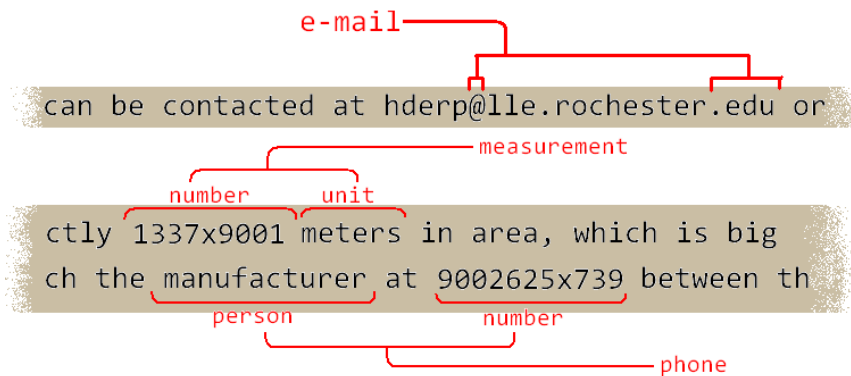 e-mail
can be contacted at hderp@lle.rochester.edu or
measurement
number unit
ctly 1337x9001 meters in area, which is big
ch the manufacturer at 9002625x739 between th
person number
phone